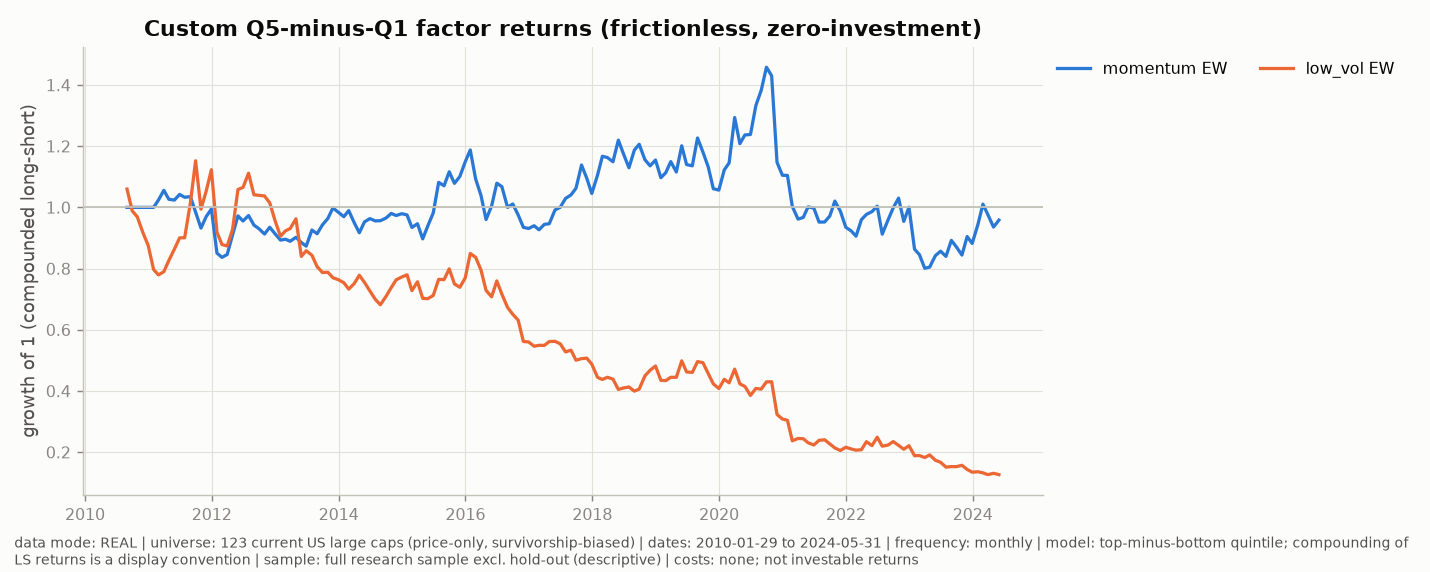 Custom Q5-minus-Q1 factor returns (frictionless, zero-investment)
momentum EW
low_vol EW
growth of 1 (compounded long-short)
1.4
1.2
1.0
0.8
0.6
0.4
0.2
2010 2012 2014 2016 2018 2020 2022 2024
data mode: REAL | universe: 123 current US large caps (price-only, survivorship-biased) | dates: 2010-01-29 to 2024-05-31 | frequency: monthly | model: top-minus-bottom quintile; compounding of
LS returns is a display convention | sample: full research sample excl. hold-out (descriptive) | costs: none; not investable returns